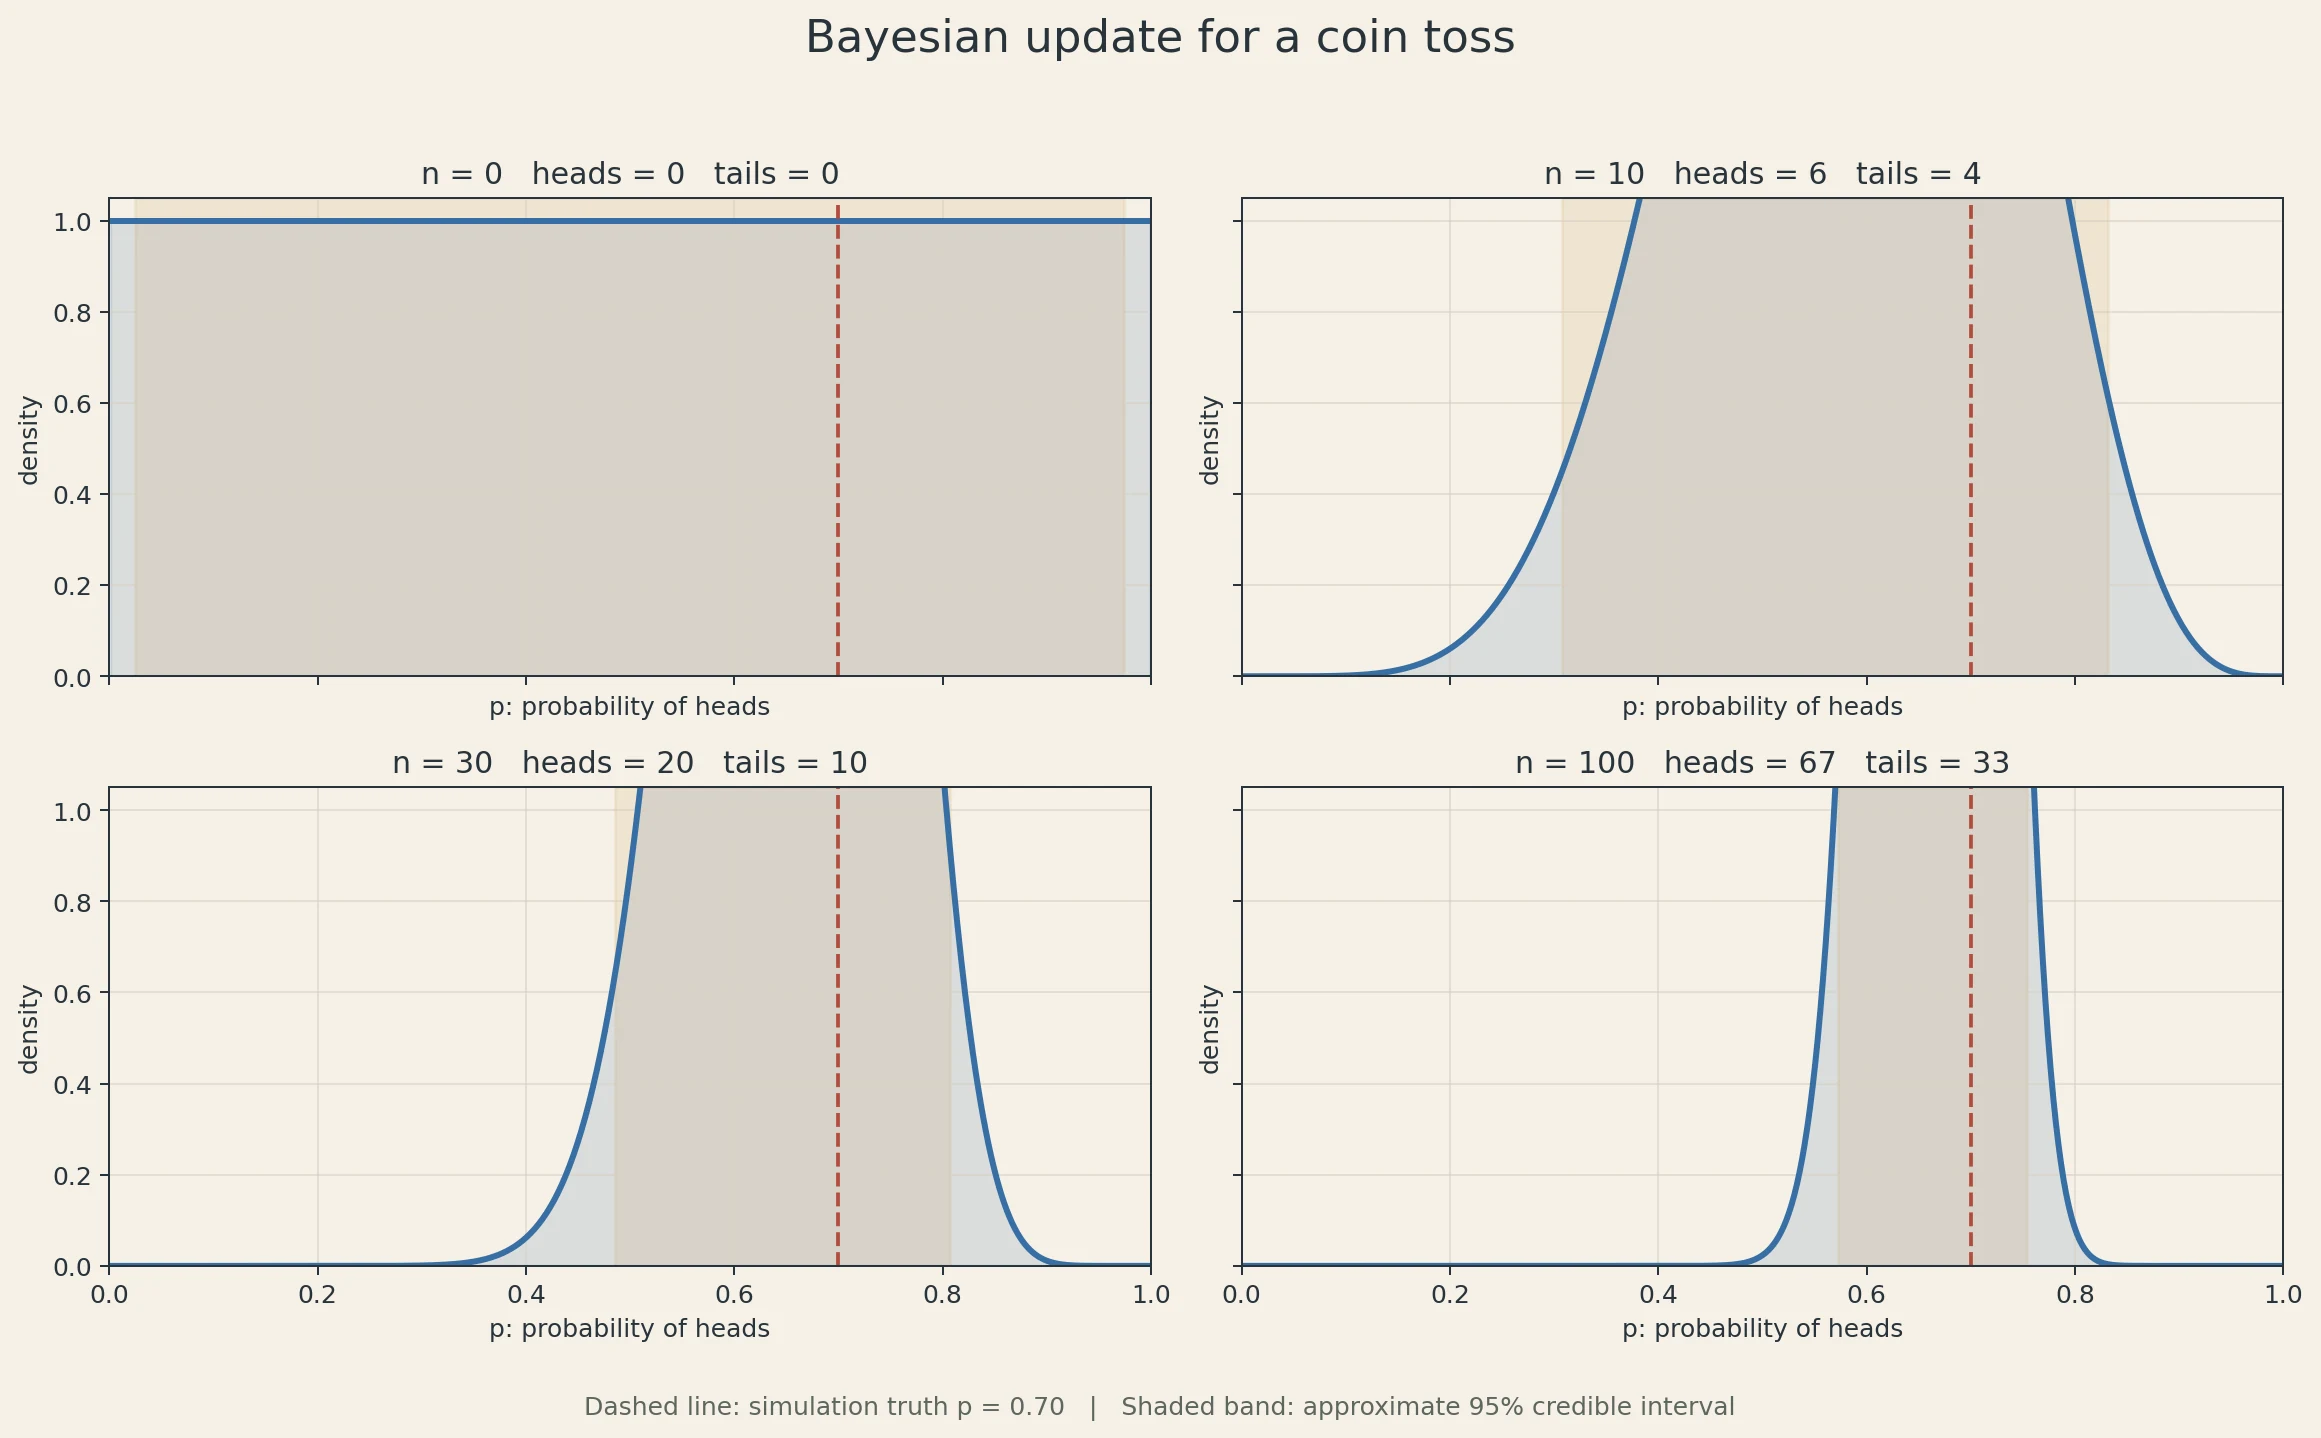 Bayesian update for a coin toss
n = 0   heads = 0   tails = 0
1.0
0.8
0.6
0.4
0.2
0.0
density
p: probability of heads
n = 10   heads = 6   tails = 4
density
p: probability of heads
n = 30   heads = 20   tails = 10
1.0
0.8
0.6
0.4
0.2
0.0
density
0.0 0.2 0.4 0.6 0.8 1.0
p: probability of heads
n = 100   heads = 67   tails = 33
density
0.0 0.2 0.4 0.6 0.8 1.0
p: probability of heads
Dashed line: simulation truth p = 0.70   |   Shaded band: approximate 95% credible interval